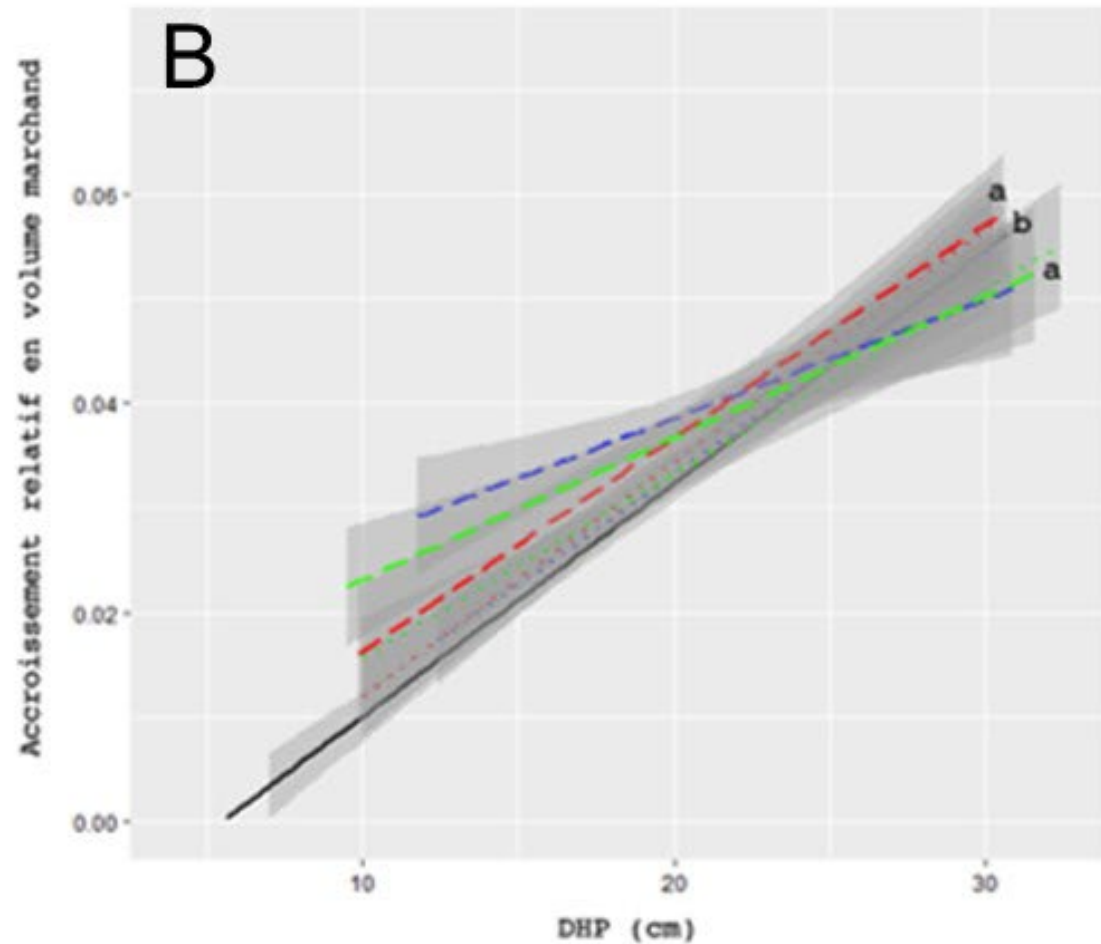 B
Accroissement relatif en volume marchand
0.06
0.04
0.02
0.00
a
b
a
10
20
30
DHP (cm)